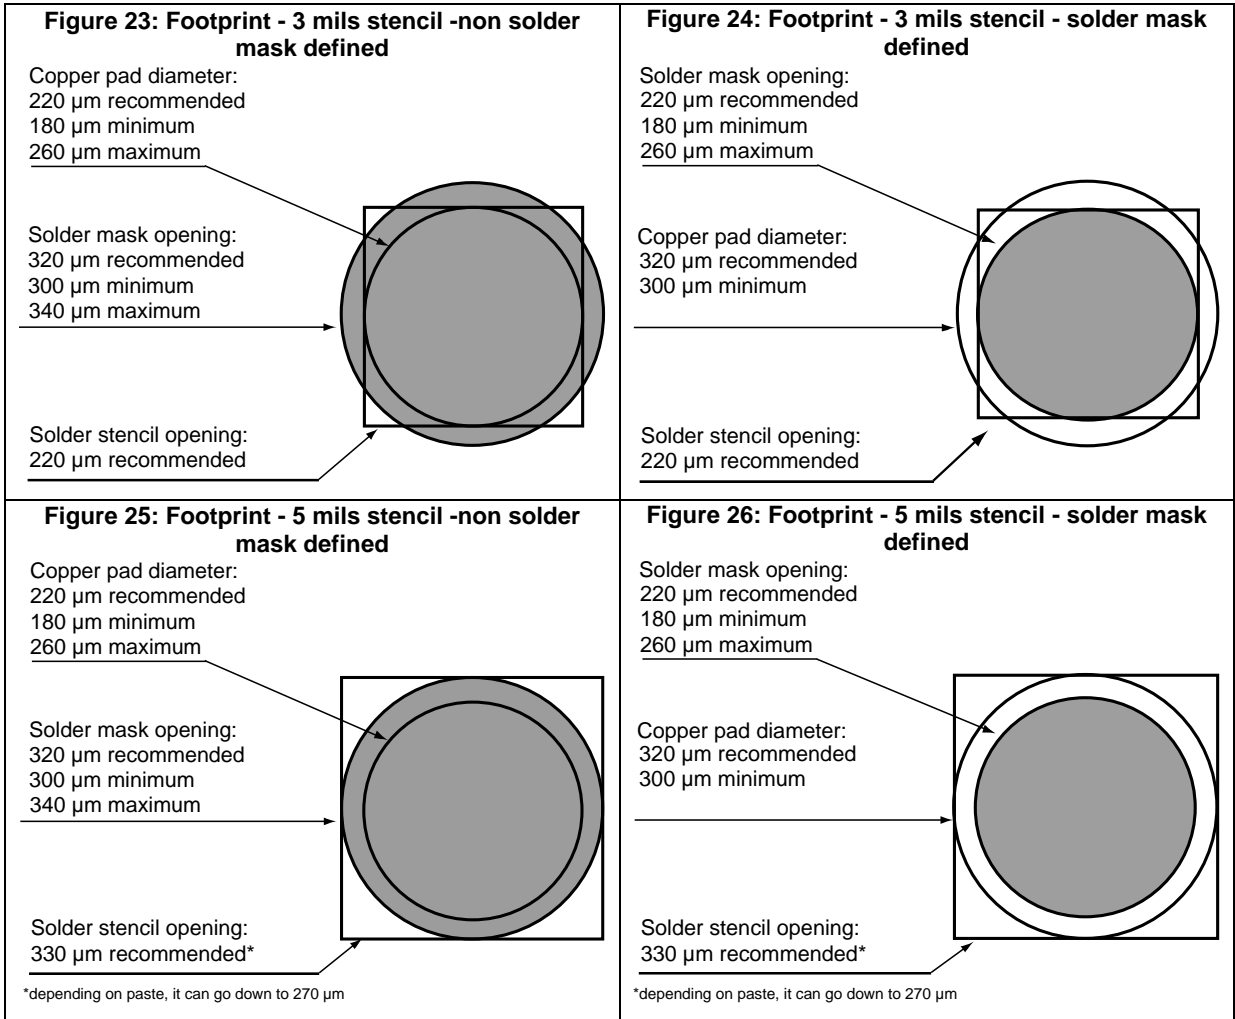 Figure 23: Footprint - 3 mils stencil -non solder
mask defined
Copper pad diameter:
220 µm recommended
180 µm minimum
260 µm maximum
Solder mask opening:
320 µm recommended
300 µm minimum
340 µm maximum
Solder stencil opening:
220 µm recommended
Figure 24: Footprint - 3 mils stencil - solder mask
defined
Solder mask opening:
220 µm recommended
180 µm minimum
260 µm maximum
Copper pad diameter:
320 µm recommended
300 µm minimum
Solder stencil opening:
220 µm recommended
Figure 25: Footprint - 5 mils stencil -non solder
mask defined
Copper pad diameter:
220 µm recommended
180 µm minimum
260 µm maximum
Solder mask opening:
320 µm recommended
300 µm minimum
340 µm maximum
Solder stencil opening:
330 µm recommended*
*depending on paste, it can go down to 270 µm
Figure 26: Footprint - 5 mils stencil - solder mask
defined
Solder mask opening:
220 µm recommended
180 µm minimum
260 µm maximum
Copper pad diameter:
320 µm recommended
300 µm minimum
Solder stencil opening:
330 µm recommended*
*depending on paste, it can go down to 270 µm